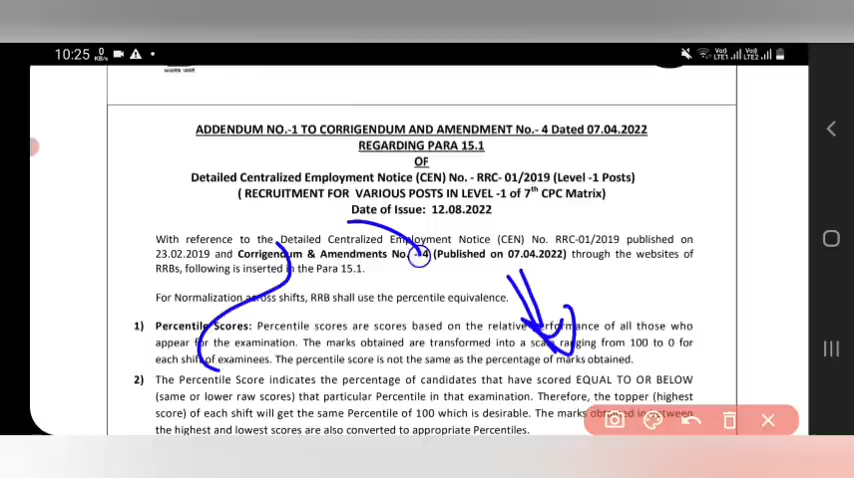 10:25 0 KB/s Vo) LTE1 Vo) LTE2
ADDENDUM NO.-1 TO CORRIGENDUM AND AMENDMENT No.- 4 Dated 07.04.2022
REGARDING PARA 15.1
OF
Detailed Centralized Employment Notice (CEN) No. - RRC- 01/2019 (Level -1 Posts)
( RECRUITMENT FOR VARIOUS POSTS IN LEVEL -1 of 7th CPC Matrix)
Date of Issue: 12.08.2022
With reference to the Detailed Centralized Employment Notice (CEN) No. RRC-01/2019 published on
23.02.2019 and Corrigendum & Amendments No. -4 (Published on 07.04.2022) through the websites of
RRBs, following is inserted in the Para 15.1.
For Normalization across shifts, RRB shall use the percentile equivalence.
1) Percentile Scores: Percentile scores are scores based on the relative performance of all those who
appear for the examination. The marks obtained are transformed into a scale ranging from 100 to 0 for
each shift of examinees. The percentile score is not the same as the percentage of marks obtained.
2) The Percentile Score indicates the percentage of candidates that have scored EQUAL TO OR BELOW
(same or lower raw scores) that particular Percentile in that examination. Therefore, the topper (highest
score) of each shift will get the same Percentile of 100 which is desirable. The marks obtained in between
the highest and lowest scores are also converted to appropriate Percentiles.